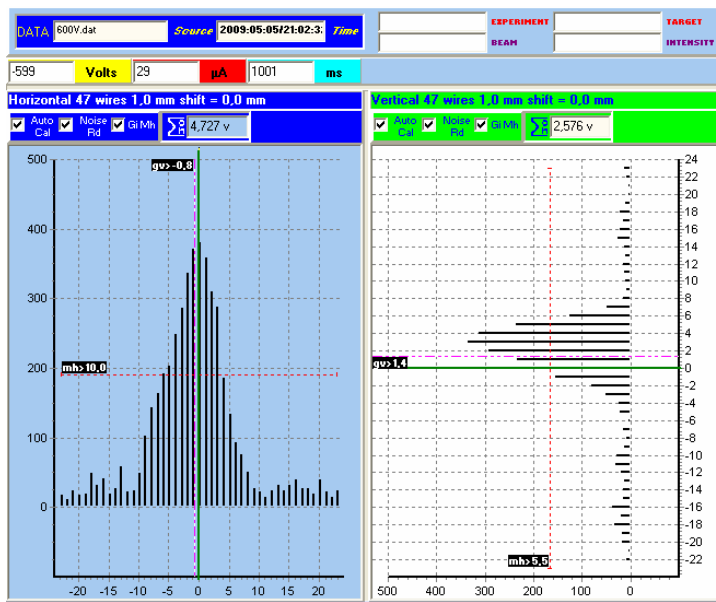 DATA 600V.dat Source 2009:05:05/21:02:3: Time
EXPERIMENT TARGET
BEAM INTENSITY
-599 Volts 29 µA 1001 ms
Horizontal 47 wires 1,0 mm shift = 0,0 mm
Auto Cal Noise Rd Gi Mh 4,727 v
gv>-0,8
500
400
300
200
100
0
mh>10,0
-20 -15 -10 -5 0 5 10 15 20
Vertical 47 wires 1,0 mm shift = 0,0 mm
Auto Cal Noise Rd Gi Mh 2,576 v
24
22
20
18
16
14
12
10
8
6
4
2
0
-2
-4
-6
-8
-10
-12
-14
-16
-18
-20
-22
gv>1,4
mh>5,5
500 400 300 200 100 0